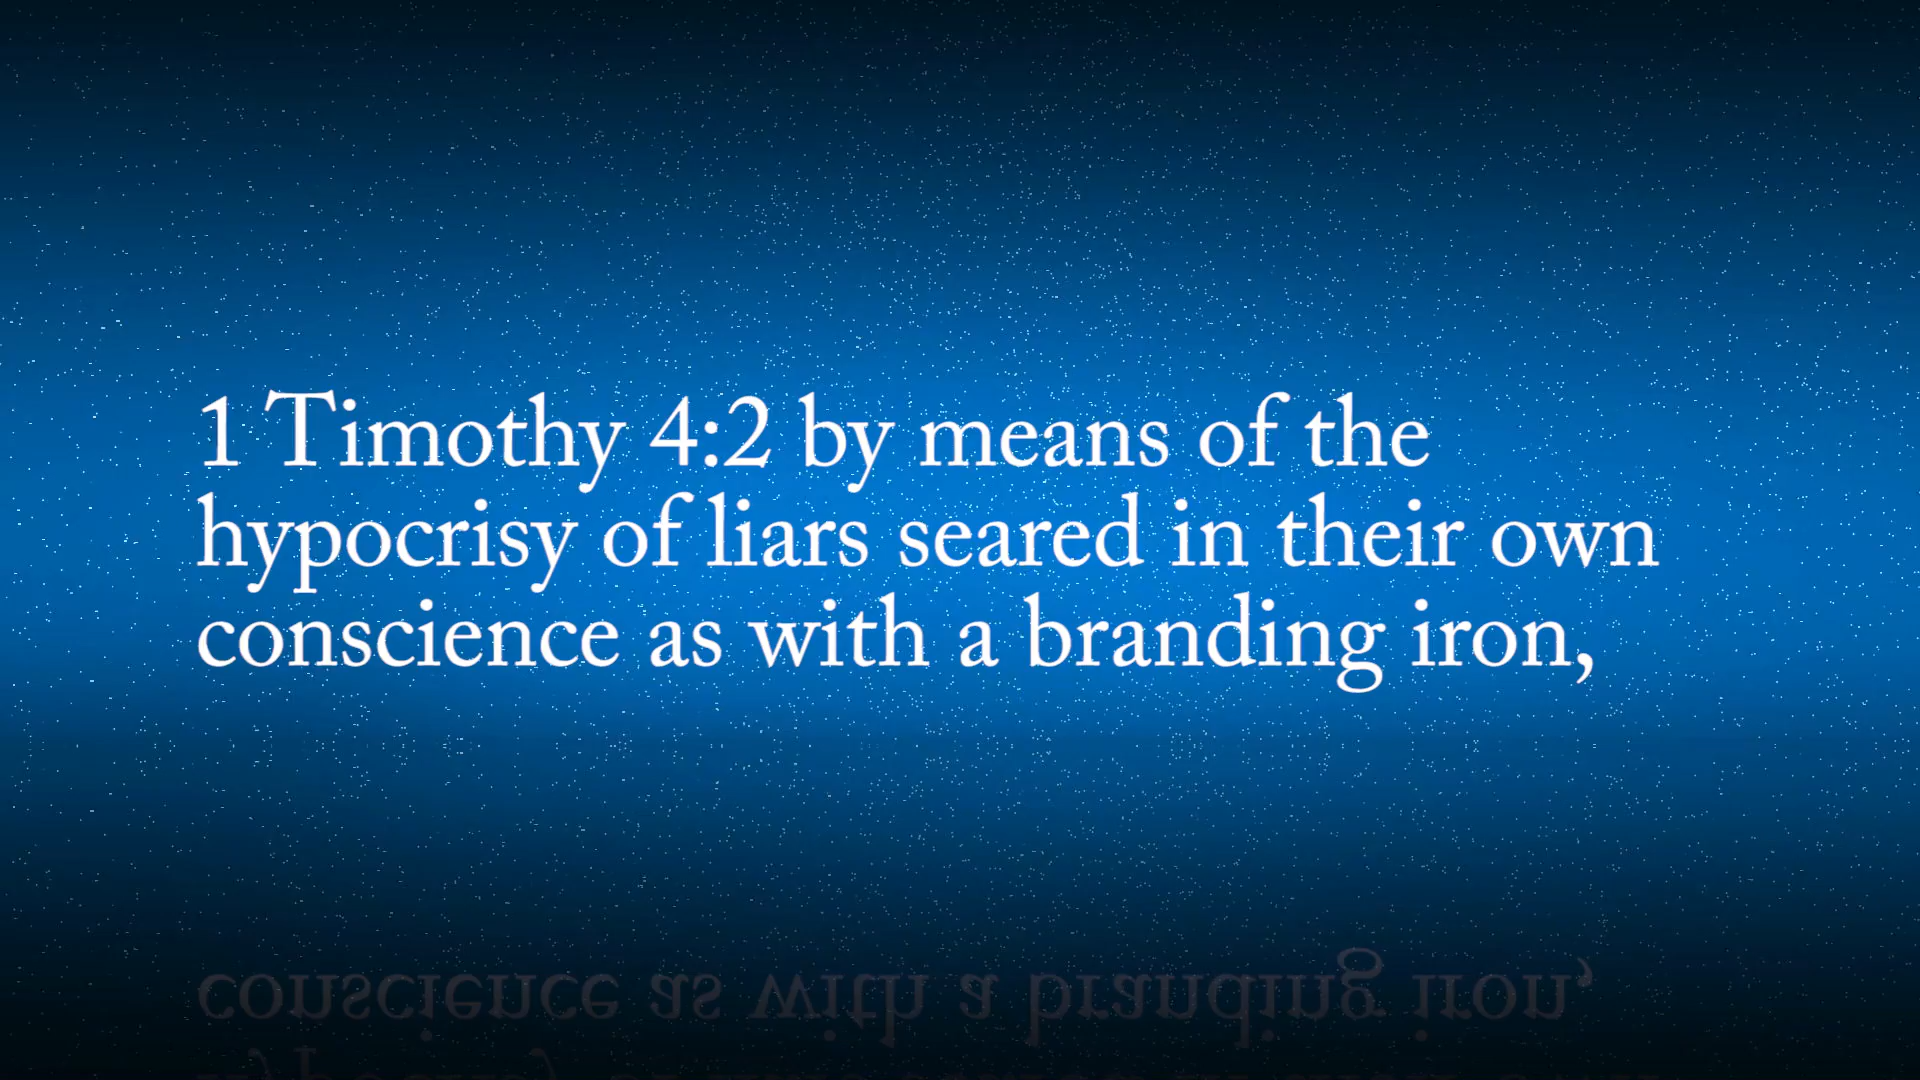 1 Timothy 4:2 by means of the
hypocrisy of liars seared in their own
conscience as with a branding iron,